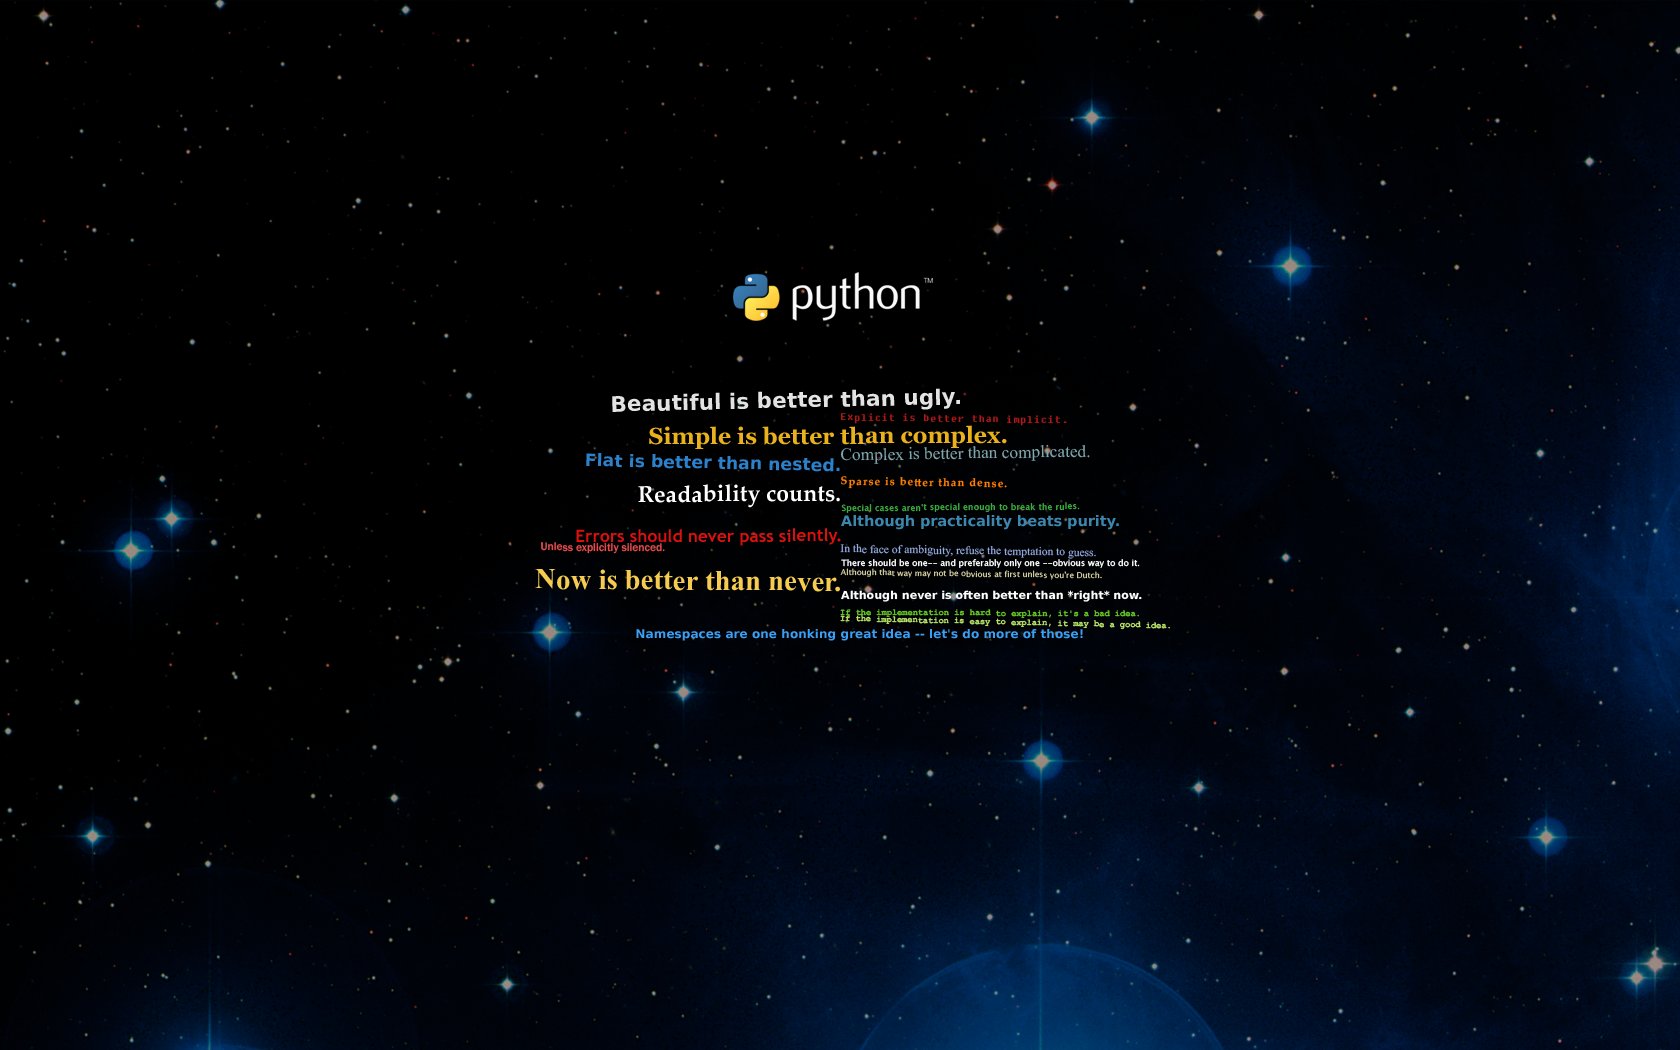 python™
Beautiful is better than ugly.
Explicit is better than implicit.
Simple is better than complex.
Complex is better than complicated.
Flat is better than nested.
Sparse is better than dense.
Readability counts.
Special cases aren't special enough to break the rules.
Although practicality beats purity.
Errors should never pass silently.
Unless explicitly silenced.
In the face of ambiguity, refuse the temptation to guess.
There should be one-- and preferably only one --obvious way to do it.
Although that way may not be obvious at first unless you're Dutch.
Now is better than never.
Although never is often better than *right* now.
If the implementation is hard to explain, it's a bad idea.
If the implementation is easy to explain, it may be a good idea.
Namespaces are one honking great idea -- let's do more of those!